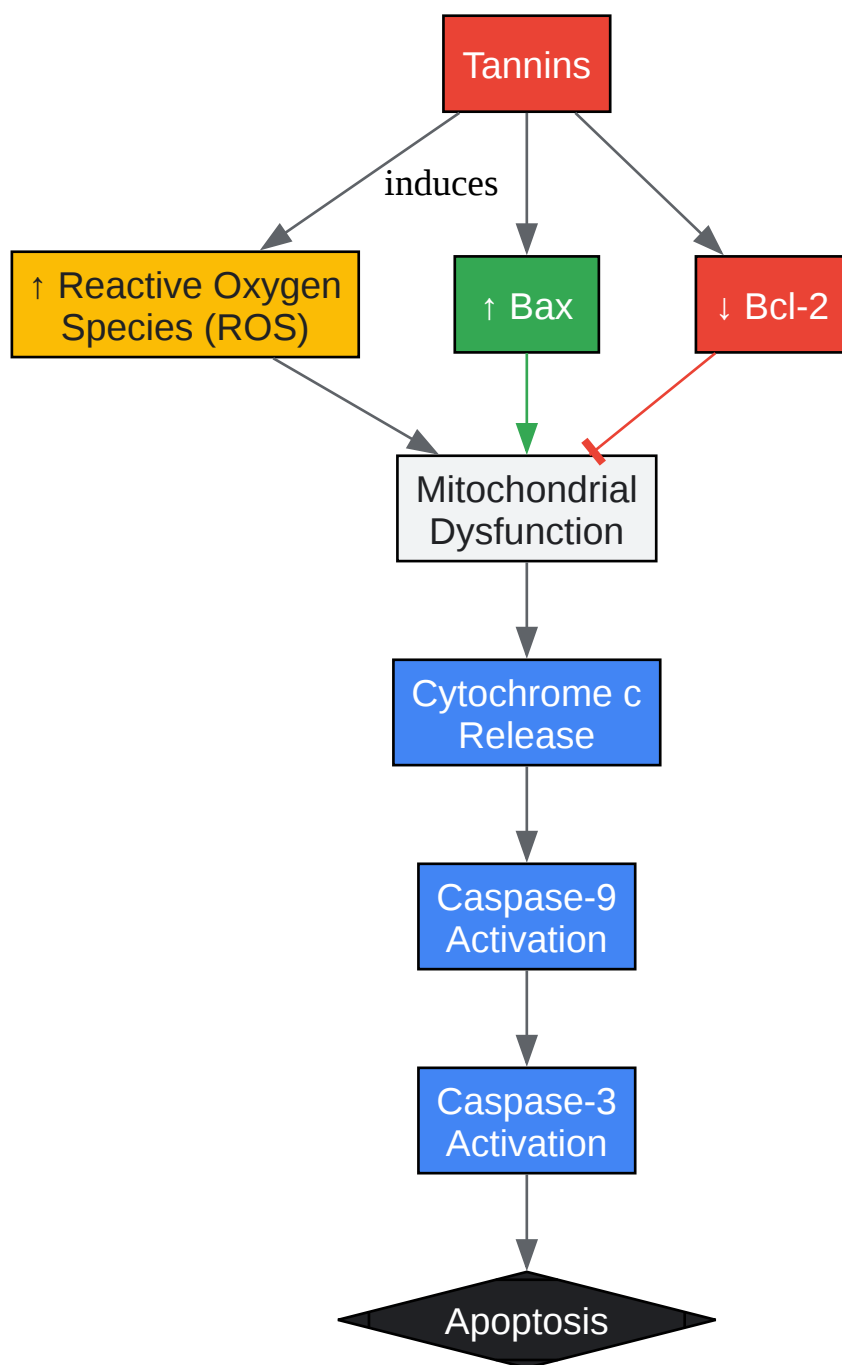 Tannins
induces
↑ Reactive Oxygen
Species (ROS)
↑ Bax
↓ Bcl-2
Mitochondrial
Dysfunction
Cytochrome c
Release
Caspase-9
Activation
Caspase-3
Activation
Apoptosis